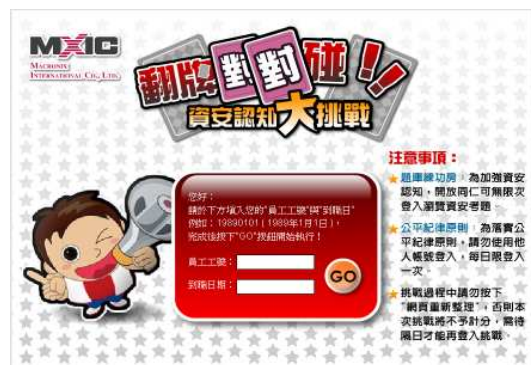 MXIC
MACRONIX
INTERNATIONAL CO., LTD.
翻牌對對碰!!
資安認知大挑戰
您好：
請於下方填入您的"員工工號"與"到職日"
例如：19890101（1989年1月1日），
完成後按下"GO"按鈕開始執行！
員工工號：
到職日期：
GO
注意事項：
題庫練功房：為加強資安
認知，開放同仁可無限次
登入瀏覽資安考題。
公平紀律原則：為落實公
平紀律原則，請勿使用他
人帳號登入，每日限登入
一次。
挑戰過程中請勿按下
"網頁重新整理"，否則本
次挑戰將不予計分，需待
隔日才能再登入挑戰。